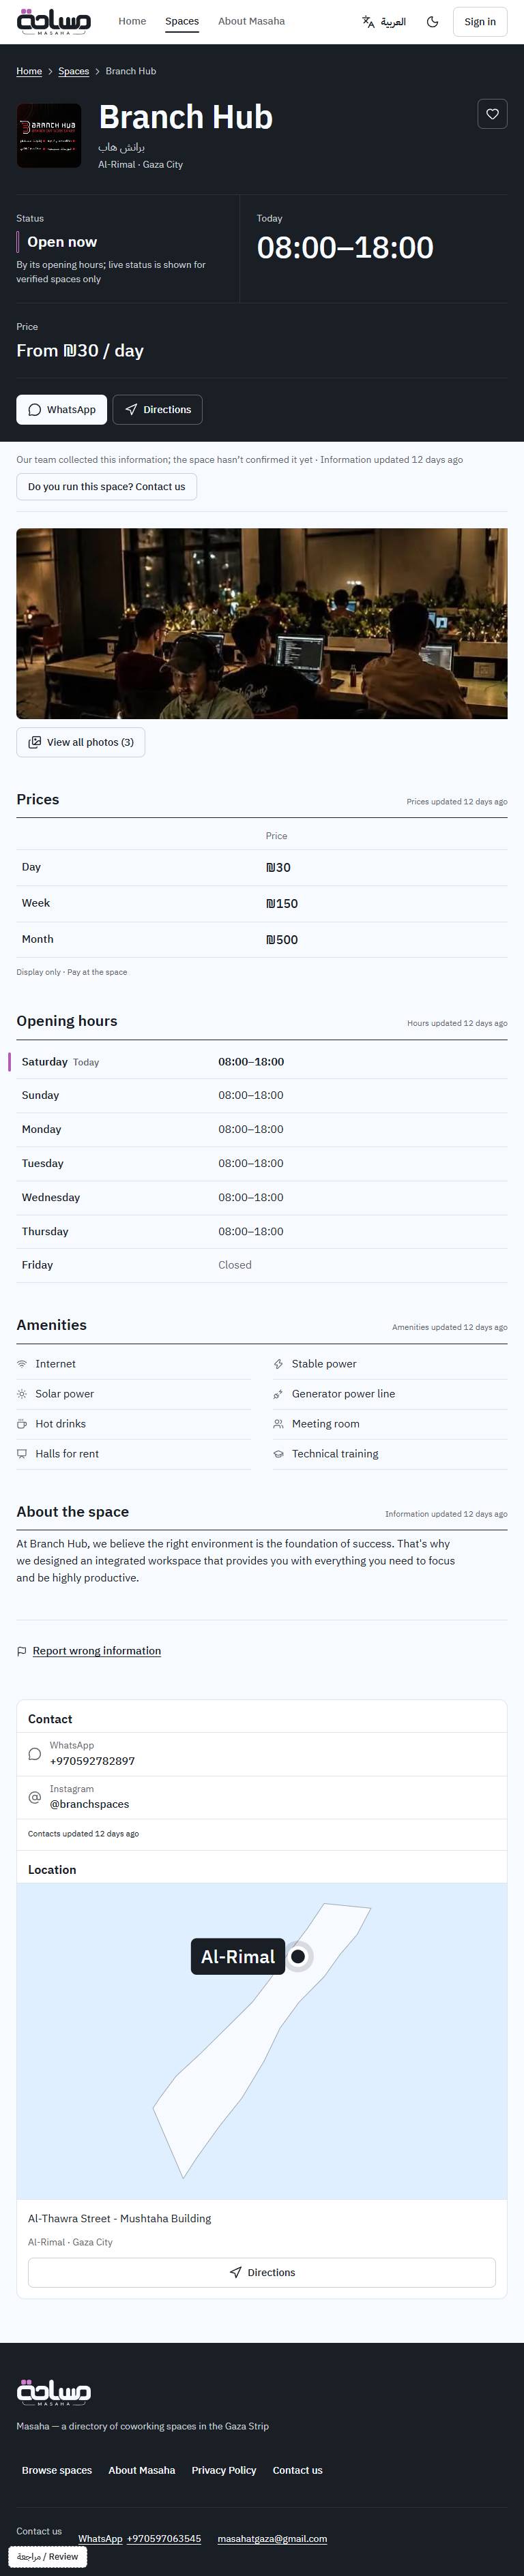 مساحة
MASAHA
Home
Spaces
About Masaha
العربية
Sign in
Home > Spaces > Branch Hub
BRANCH HUB
Branch Hub
برانش هاب
Al-Rimal · Gaza City
Status
Open now
By its opening hours; live status is shown for
verified spaces only
Today
08:00–18:00
Price
From ₪30 / day
WhatsApp
Directions
Our team collected this information; the space hasn’t confirmed it yet · Information updated 12 days ago
Do you run this space? Contact us
View all photos (3)
Prices
Prices updated 12 days ago
Price
Day ₪30
Week ₪150
Month ₪500
Display only · Pay at the space
Opening hours
Hours updated 12 days ago
Saturday Today 08:00–18:00
Sunday 08:00–18:00
Monday 08:00–18:00
Tuesday 08:00–18:00
Wednesday 08:00–18:00
Thursday 08:00–18:00
Friday Closed
Amenities
Amenities updated 12 days ago
Internet
Stable power
Solar power
Generator power line
Hot drinks
Meeting room
Halls for rent
Technical training
About the space
Information updated 12 days ago
At Branch Hub, we believe the right environment is the foundation of success. That's why
we designed an integrated workspace that provides you with everything you need to focus
and be highly productive.
Report wrong information
Contact
WhatsApp
+970592782897
Instagram
@branchspaces
Contacts updated 12 days ago
Location
Al-Rimal
Al-Thawra Street - Mushtaha Building
Al-Rimal · Gaza City
Directions
مساحة
MASAHA
Masaha — a directory of coworking spaces in the Gaza Strip
Browse spaces
About Masaha
Privacy Policy
Contact us
Contact us
WhatsApp +970597063545
masahatgaza@gmail.com
مراجعة / Review